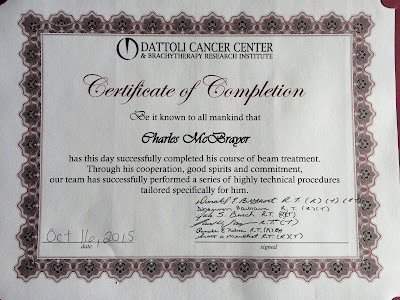 DATTOLI CANCER CENTER
& BRACHYTHERAPY RESEARCH INSTITUTE
Certificate of Completion
Be it known to all mankind that
Charles McBrayer
has this day successfully completed his course of beam treatment.
Through his cooperation, good spirits and commitment,
our team has successfully performed a series of highly technical procedures
tailored specifically for him.
R.T. (R) (T)
R.T. (R)(T)
S. R.T. (R)(T)
R.T. (T)
R.T. (R)
R.T. (R)(T)
Oct 16, 2015
date
signed